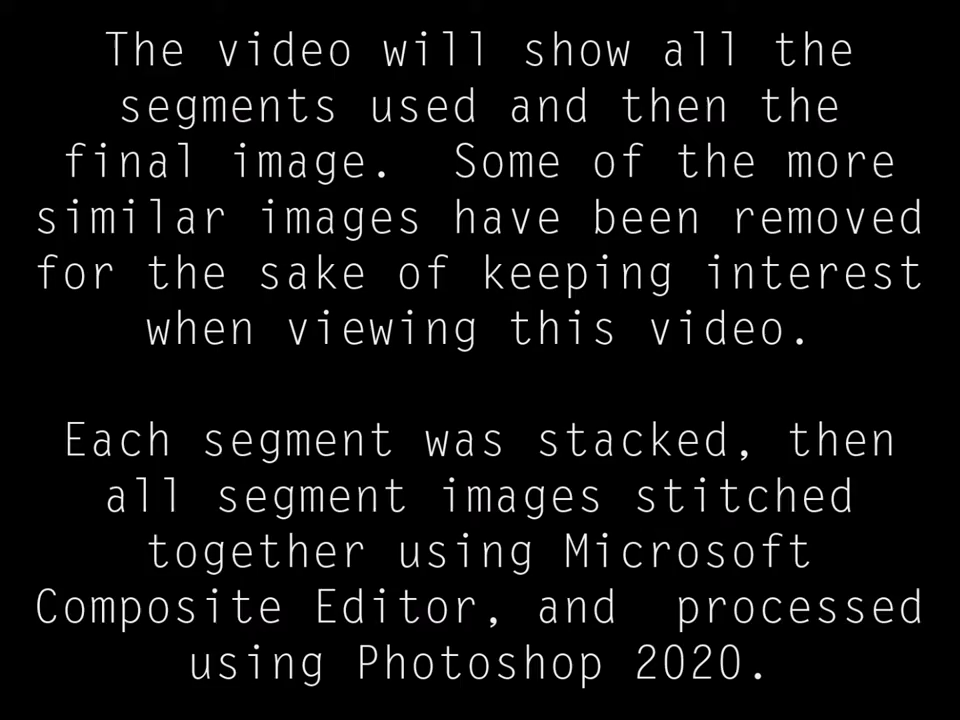 The video will show all the
segments used and then the
final image.  Some of the more
similar images have been removed
for the sake of keeping interest
when viewing this video.
Each segment was stacked, then
all segment images stitched
together using Microsoft
Composite Editor, and  processed
using Photoshop 2020.